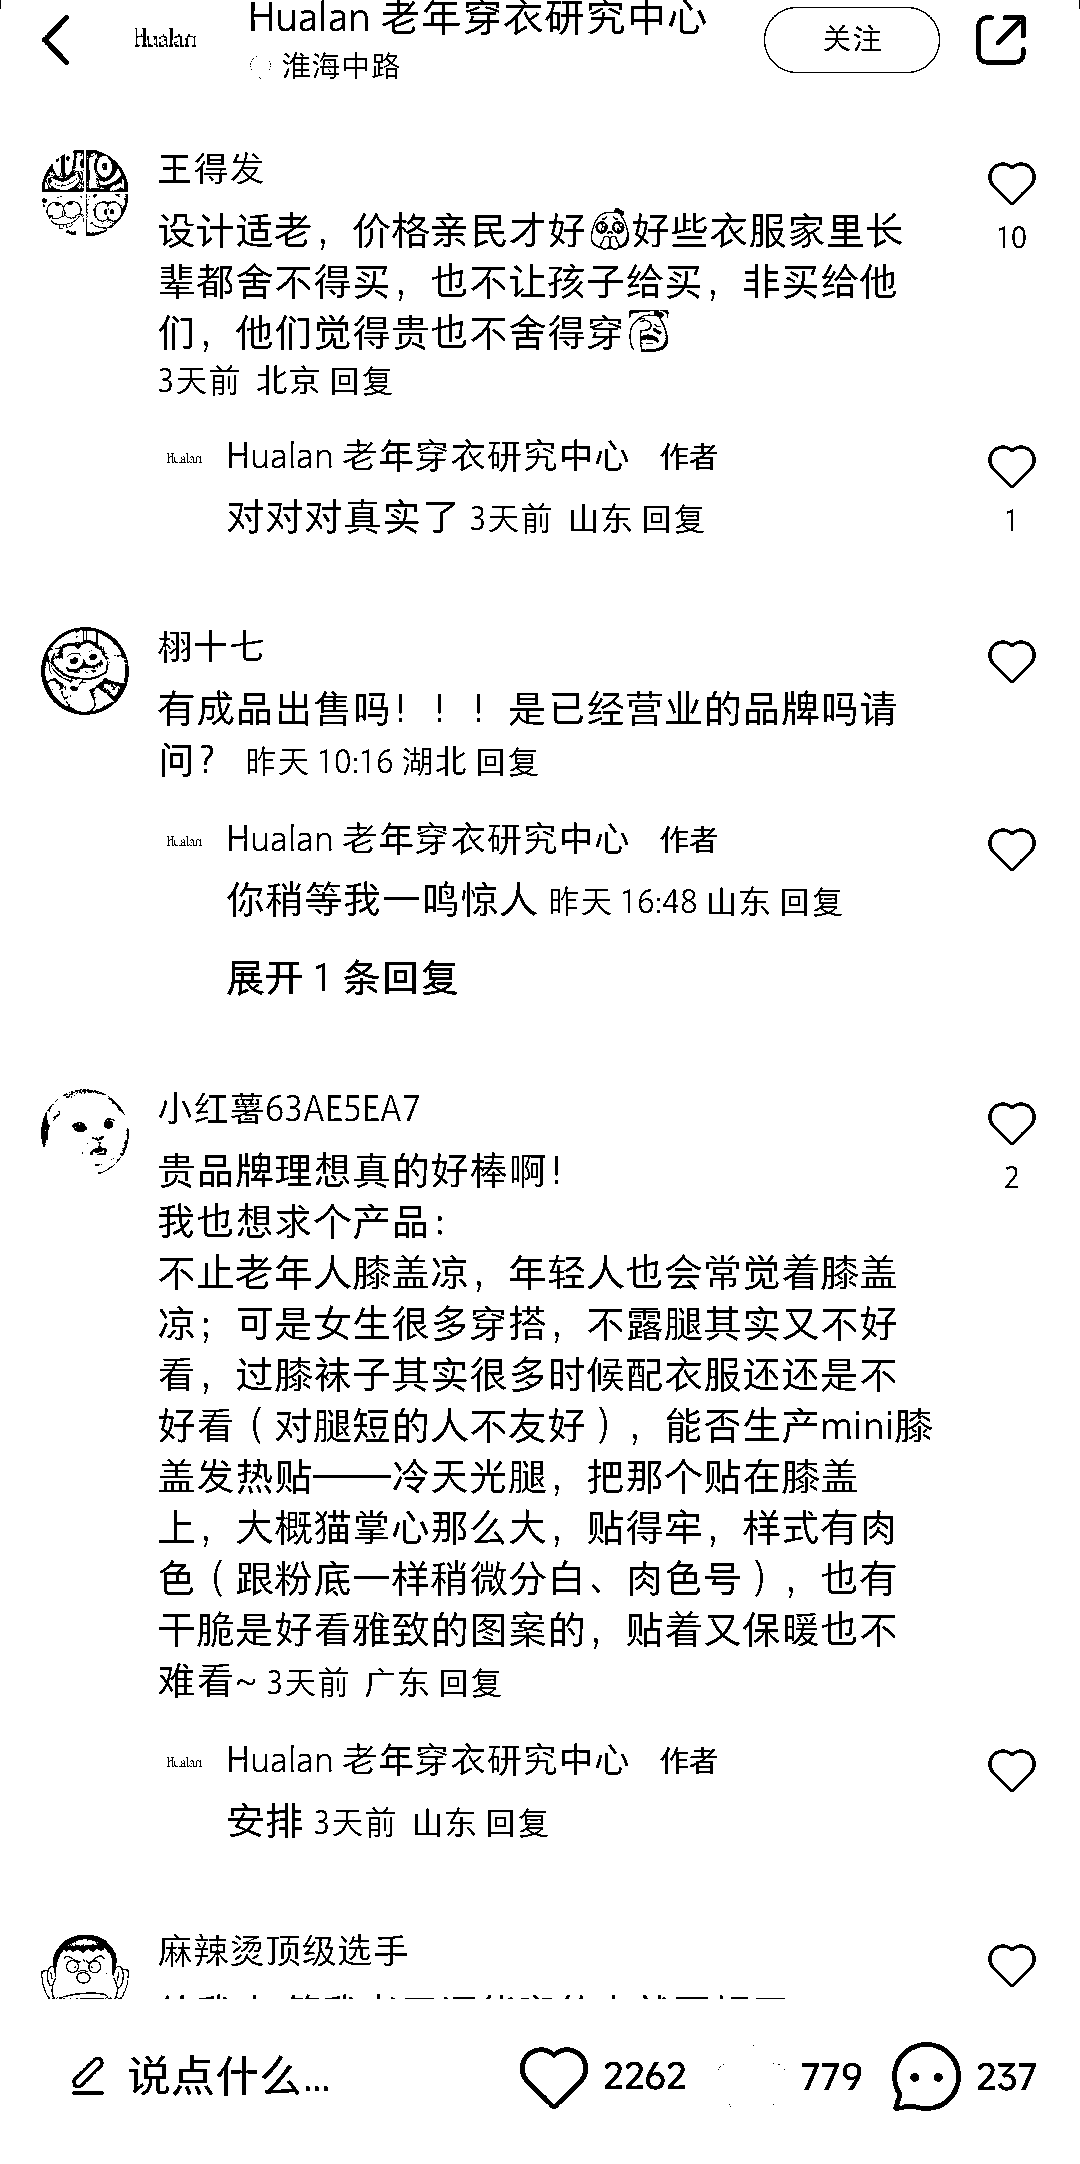 Hualan 老年穿衣研究中心
Hualan
淮海中路
关注
王得发
设计适老，价格亲民才好好些衣服家里长
辈都舍不得买，也不让孩子给买，非买给他
们，他们觉得贵也不舍得穿
10
3天前 北京 回复
Hualan
Hualan 老年穿衣研究中心 作者
对对对真实了 3天前 山东 回复
1
栩十七
有成品出售吗！！！是已经营业的品牌吗请
问？ 昨天 10:16 湖北 回复
Hualan
Hualan 老年穿衣研究中心 作者
你稍等我一鸣惊人 昨天 16:48 山东 回复
展开 1 条回复
小红薯63AE5EA7
贵品牌理想真的好棒啊！
2
我也想求个产品：
不止老年人膝盖凉，年轻人也会常觉着膝盖
凉；可是女生很多穿搭，不露腿其实又不好
看，过膝袜子其实很多时候配衣服还还是不
好看（对腿短的人不友好），能否生产mini膝
盖发热贴——冷天光腿，把那个贴在膝盖
上，大概猫掌心那么大，贴得牢，样式有肉
色（跟粉底一样稍微分白、肉色号），也有
干脆是好看雅致的图案的，贴着又保暖也不
难看~ 3天前 广东 回复
Hualan
Hualan 老年穿衣研究中心 作者
安排 3天前 山东 回复
麻辣烫顶级选手
说点什么...
2262
779
237